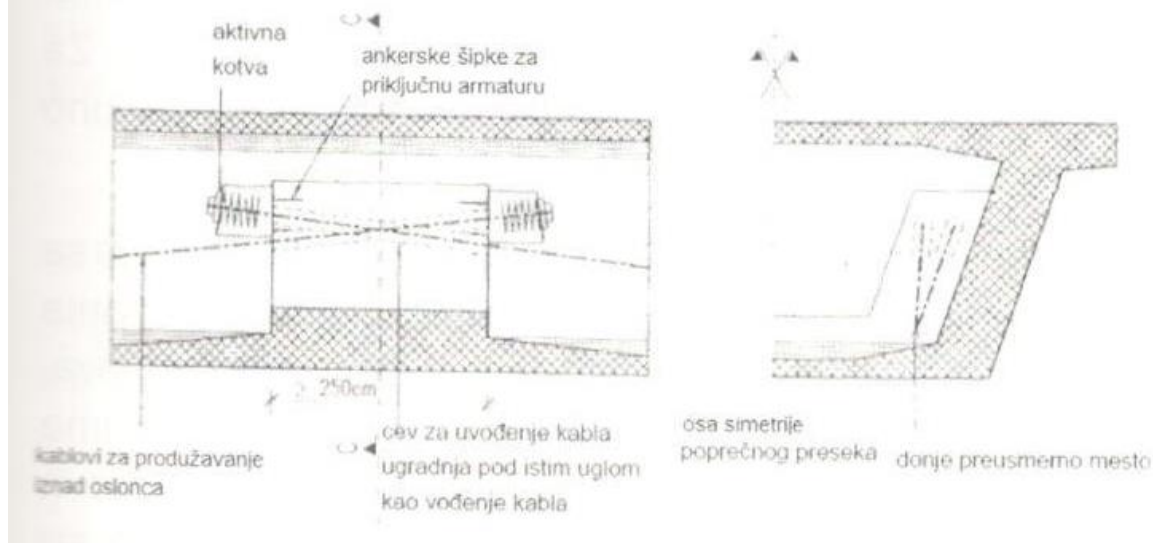 aktivna
kotva
ankerske šipke za
priključnu armaturu
250cm
kablovi za produžavanje
iznad oslonca
cev za uvođenje kabla
ugradnja pod istim uglom
kao vođenje kabla
osa simetrije
poprečnog preseka
donje preusmerno mesto